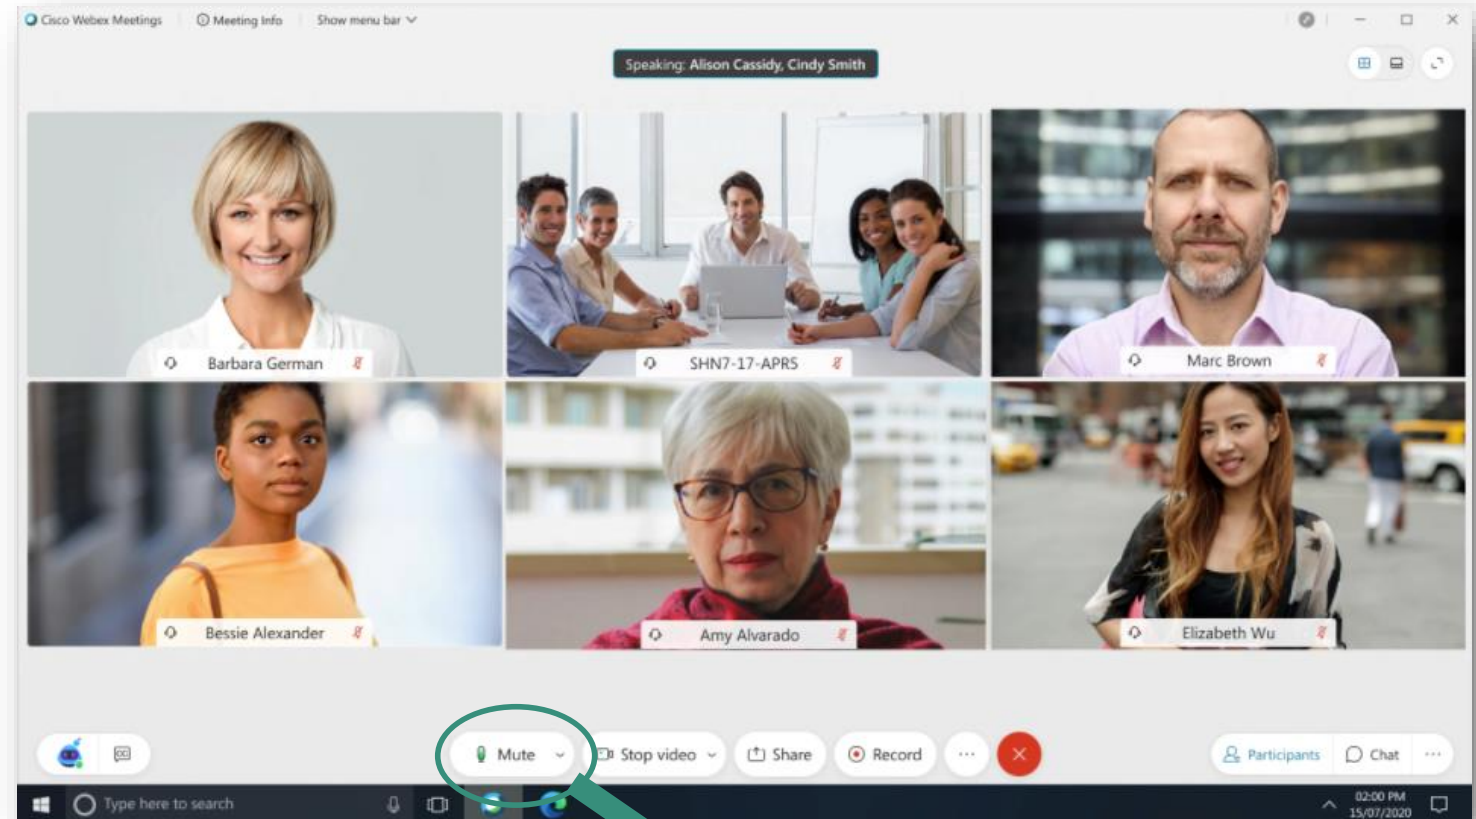 Cisco Webex Meetings Meeting Info Show menu bar
Speaking: Alison Cassidy, Cindy Smith
Barbara German
SHN7-17-APR5
Marc Brown
Bessie Alexander
Amy Alvarado
Elizabeth Wu
Mute Stop video Share Record ... Participants Chat ...
Type here to search
02:00 PM
15/07/2020